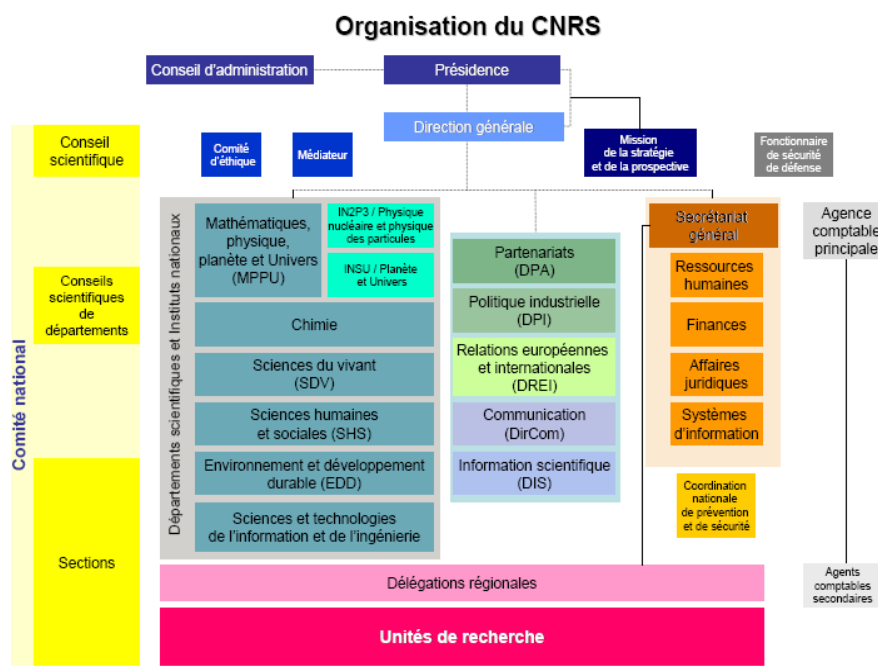 Organisation du CNRS
Conseil d'administration
Présidence
Direction générale
Conseil
scientifique
Comité
d'éthique
Médiateur
Mission
de la stratégie
et de la prospective
Fonctionnaire
de sécurité
de défense
Comité national
Conseils
scientifiques
de
départements
Sections
Départements scientifiques et Instituts nationaux
Mathématiques,
physique,
planète et Univers
(MPPU)
IN2P3 / Physique
nucléaire et physique
des particules
INSU / Planète
et Univers
Chimie
Sciences du vivant
(SDV)
Sciences humaines
et sociales (SHS)
Environnement et développement
durable (EDD)
Sciences et technologies
de l'information et de l'ingénierie
Partenariats
(DPA)
Politique industrielle
(DPI)
Relations européennes
et internationales
(DREI)
Communication
(DirCom)
Information scientifique
(DIS)
Secrétariat
général
Ressources
humaines
Finances
Affaires
juridiques
Systèmes
d'information
Coordination
nationale
de prévention
et de sécurité
Agence
comptable
principale
Agents
comptables
secondaires
Délégations régionales
Unités de recherche